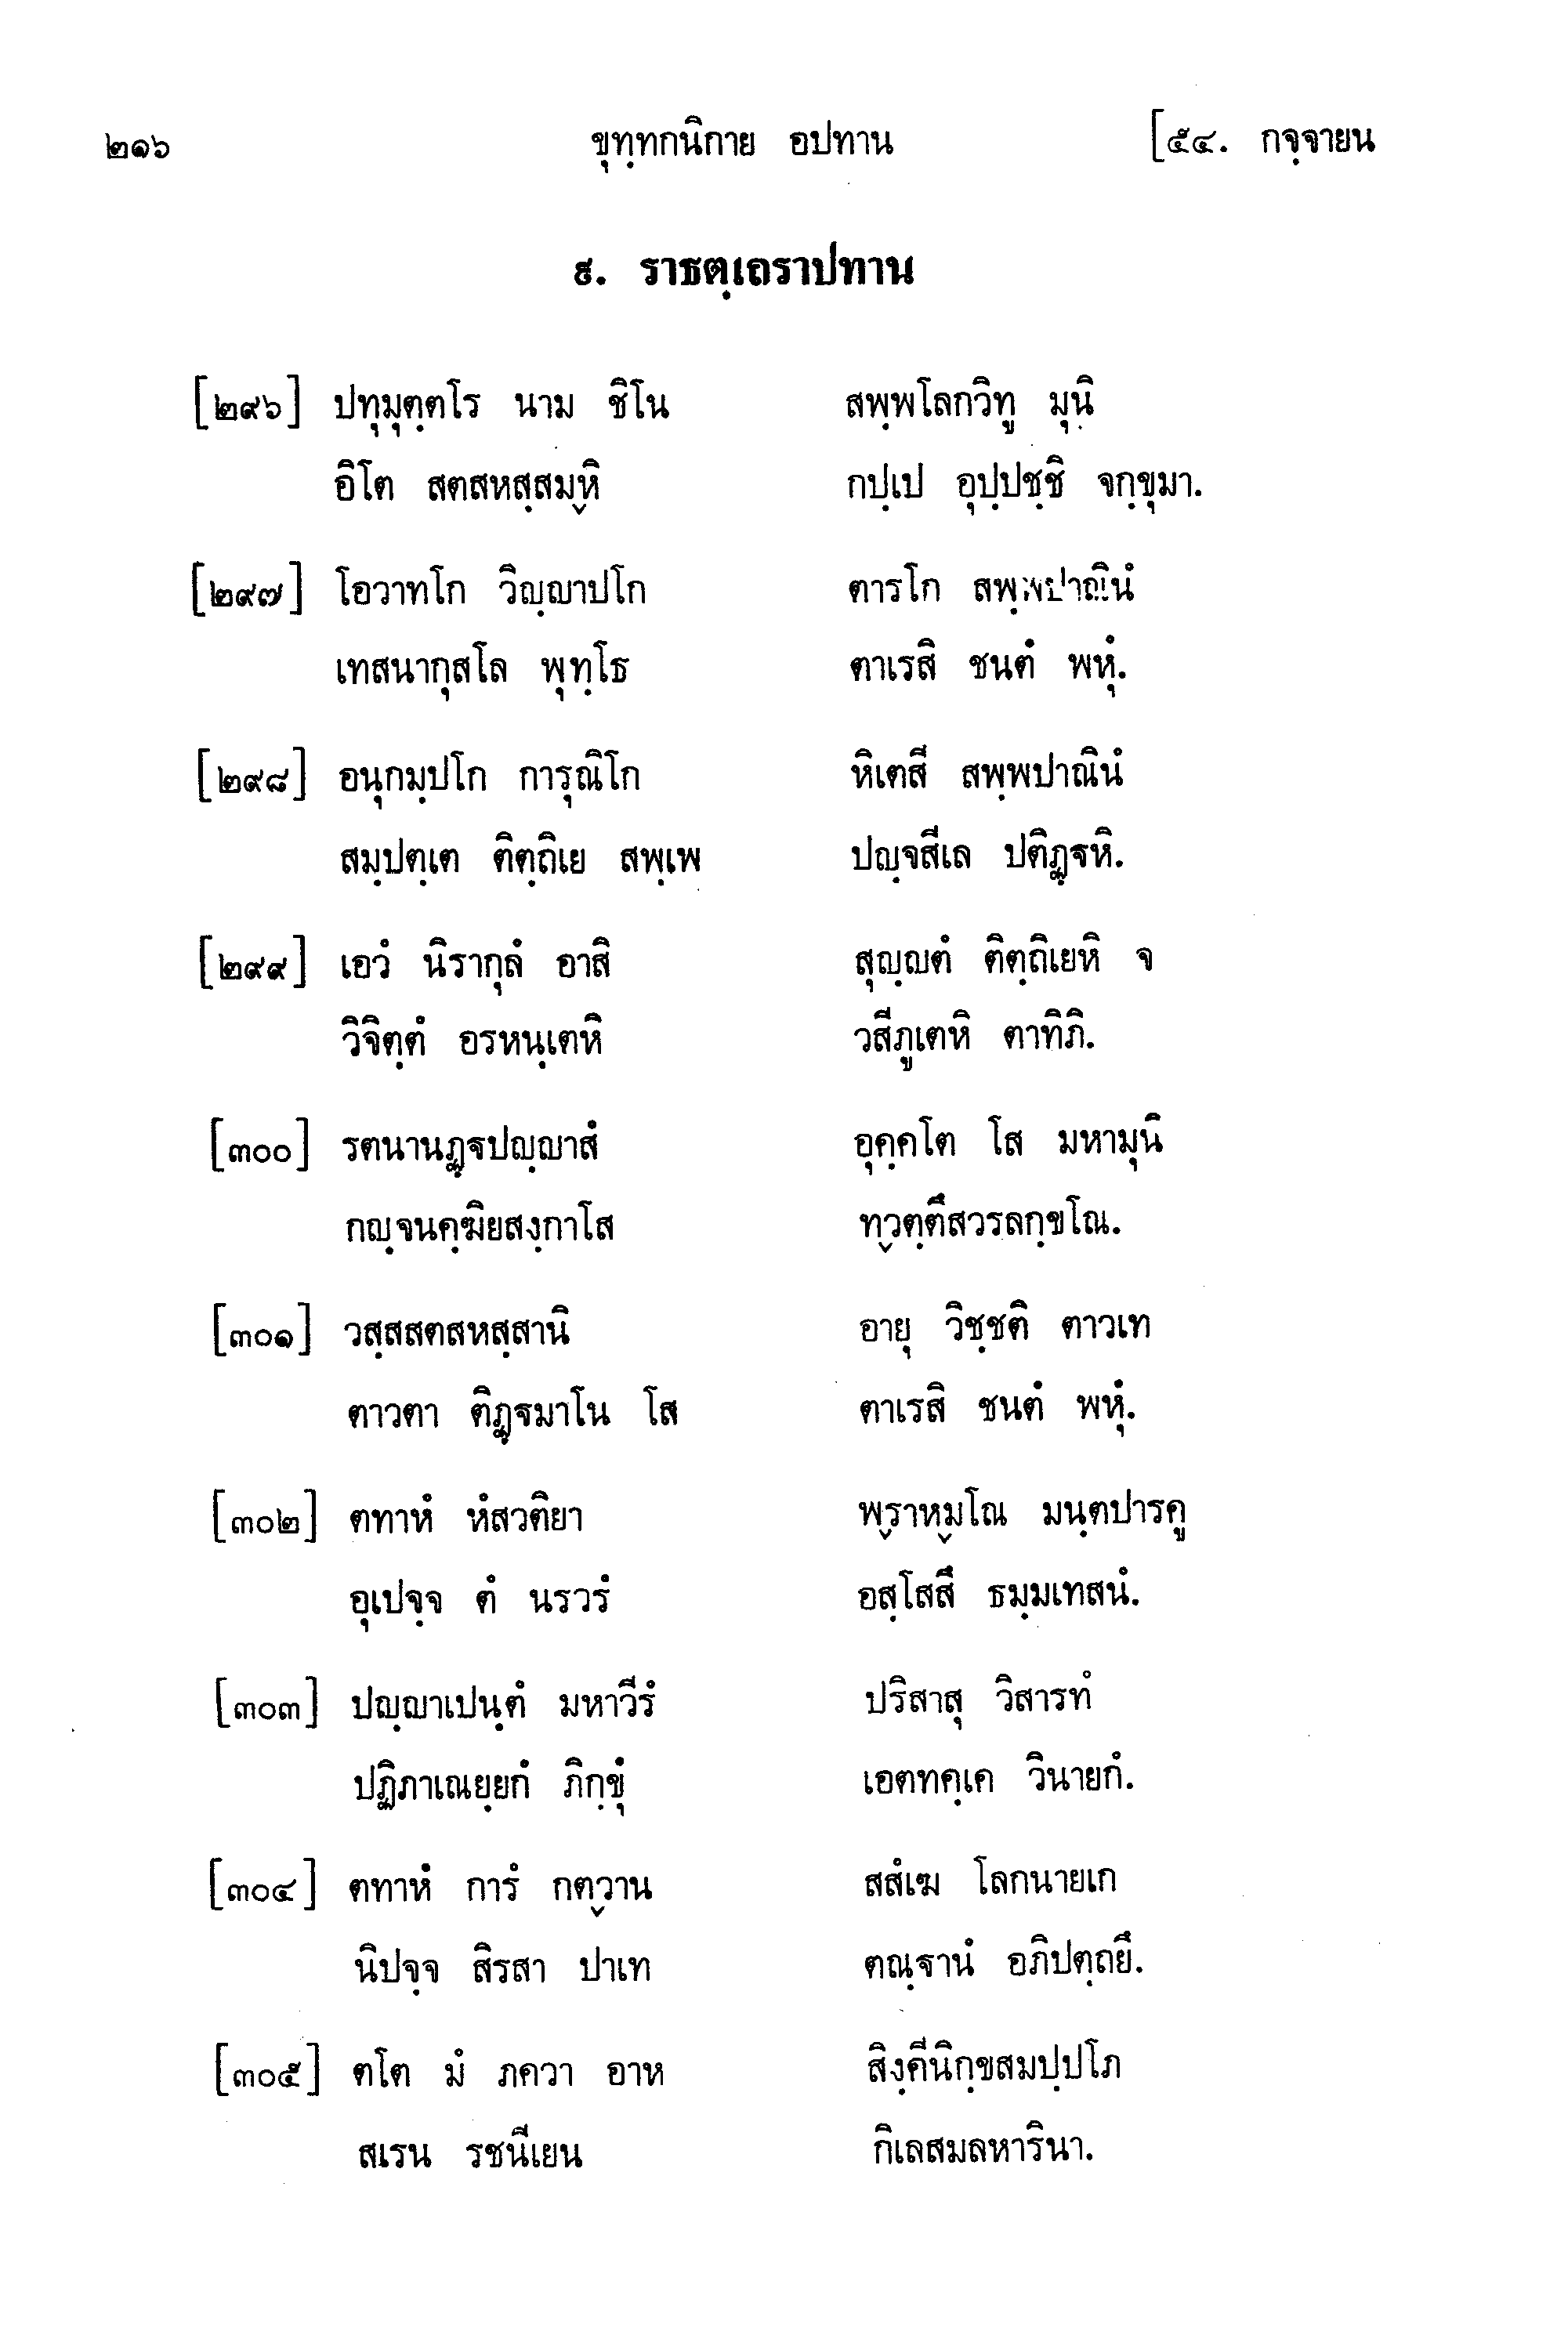 ๒๑๖ ขุทฺทกนิกาย อปทาน [๕๔. กจฺจายน
๙. ราธตฺเถราปทาน
[๒๙๖] ปทุมุตฺตโร นาม ชิโน สพฺพโลกวิทู มุนิ
อิโต สตสหสฺสมฺหิ กปฺเป อุปฺปชฺชิ จกฺขุมา.
[๒๙๗] โอวาทโก วิญฺญาปโก ตารโก สพฺพปาณินํ
เทสนากุสโล พุทฺโธ ตาเรสิ ชนตํ พหุํ.
[๒๙๘] อนุกมฺปโก การุณิโก หิเตสี สพฺพปาณินํ
สมฺปตฺเต ติตฺถิเย สพฺเพ ปญฺจสีเล ปติฏฺฐหิ.
[๒๙๙] เอวํ นิรากุลํ อาสิ สุญฺญตํ ติตฺถิเยหิ จ
วิจิตฺตํ อรหนฺเตหิ วสีภูเตหิ ตาทิภิ.
[๓๐๐] รตนานฏฺฐปญฺญาสํ อุคฺคโต โส มหามุนิ
กญฺจนคฺฆิยสงฺกาโส ทฺวตฺตึสวรลกฺขโณ.
[๓๐๑] วสฺสสตสหสฺสานิ อายุ วิชฺชติ ตาวเท
ตาวตา ติฏฺฐมาโน โส ตาเรสิ ชนตํ พหุํ.
[๓๐๒] ตทาหํ หํสวติยา พฺราหฺมโณ มนฺตปารคู
อุเปจฺจ ตํ นรวรํ อสฺโสสึ ธมฺมเทสนํ.
[๓๐๓] ปญฺญาเปนฺตํ มหาวีรํ ปริสาสุ วิสารทํ
ปฏิภาเณยฺยกํ ภิกฺขุํ เอตทคฺเค วินายกํ.
[๓๐๔] ตทาหํ การํ กตฺวาน สสํเฆ โลกนายเก
นิปจฺจ สิรสา ปาเท ตณฺฐานํ อภิปตฺถยึ.
[๓๐๕] ตโต มํ ภควา อาห สิงฺคีนิกฺขสมปฺปโภ
สเรน รชนีเยน กิเลสมลหารินา.